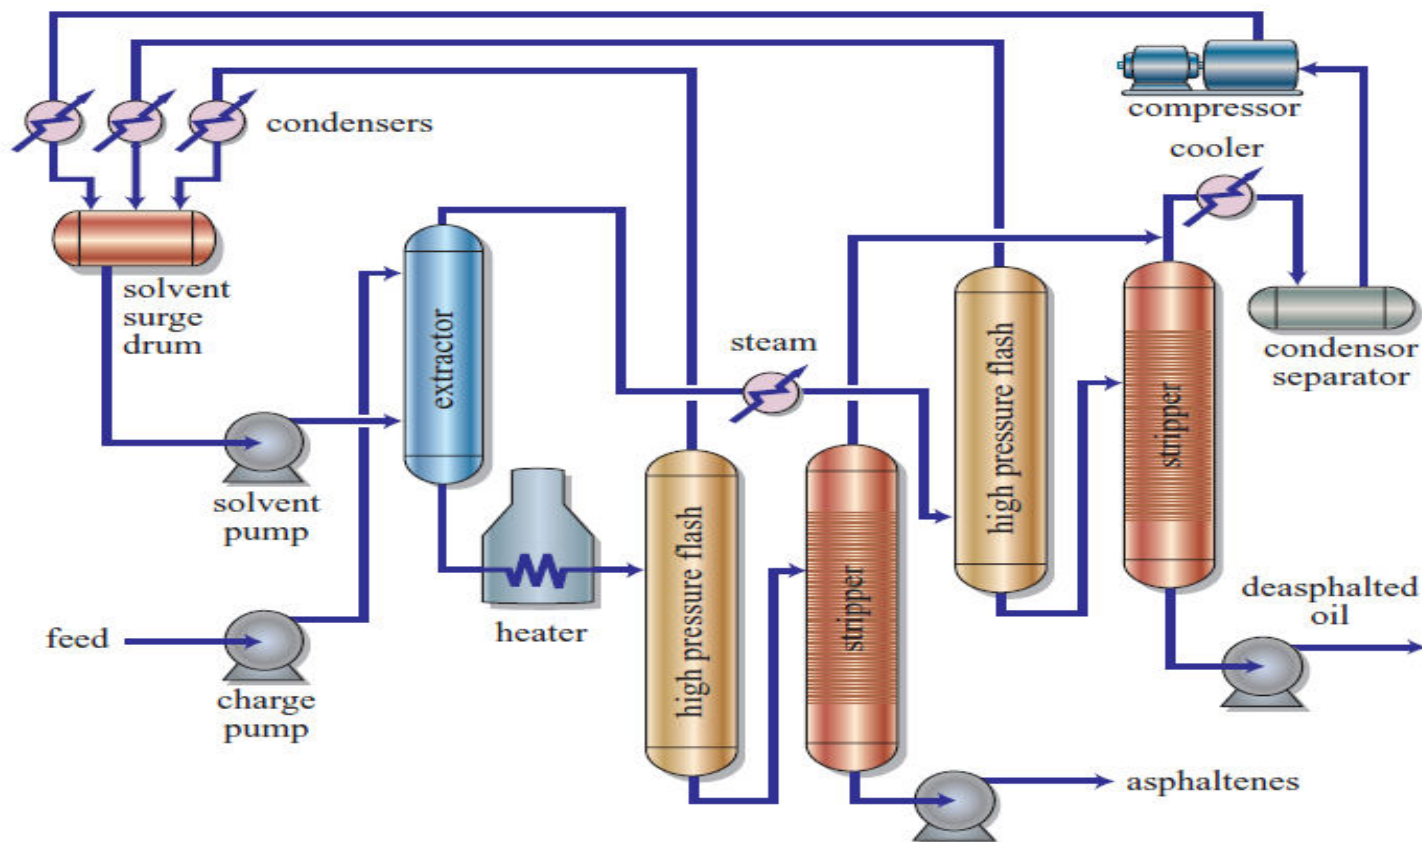 compressor
condensers
cooler
solvent
surge
drum
extractor
steam
high pressure flash
stripper
condensor
separator
solvent
pump
high pressure flash
stripper
deasphalted
oil
feed
heater
charge
pump
asphaltenes